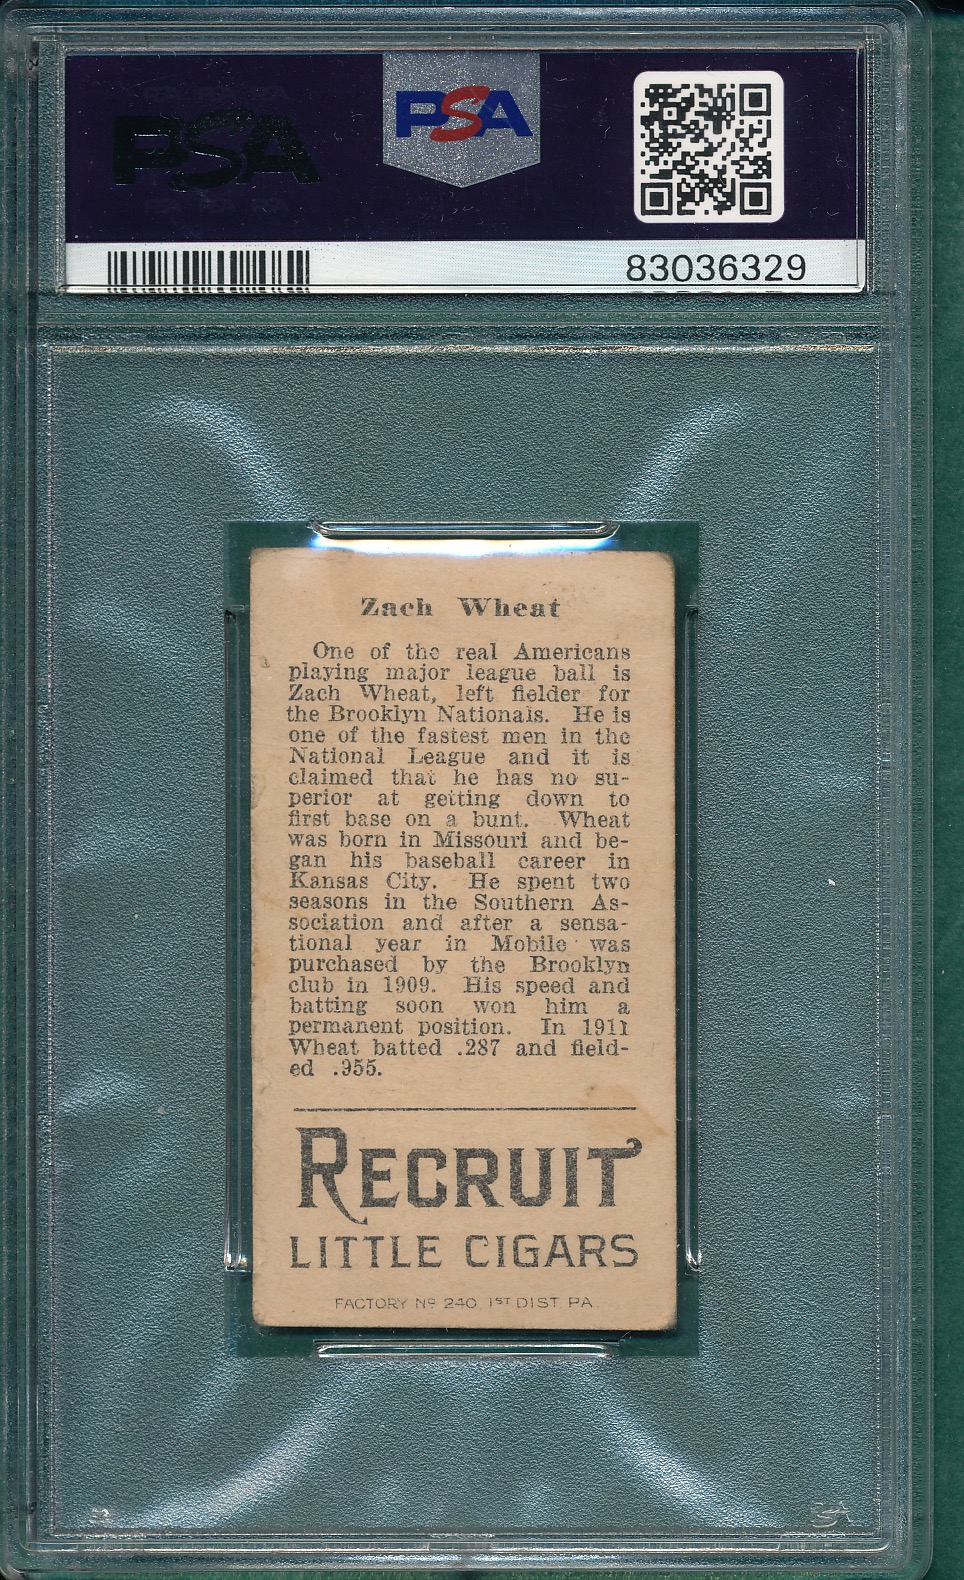 PSA
PSA
83036329
Zach Wheat
One of the real Americans
playing major league ball is
Zach Wheat, left fielder for
the Brooklyn Nationals. He is
one of the fastest men in the
National League and it is
claimed that he has no su-
perior at getting down to
first base on a bunt. Wheat
was born in Missouri and be-
gan his baseball career in
Kansas City. He spent two
seasons in the Southern As-
sociation and after a sensa-
tional year in Mobile was
purchased by the Brooklyn
club in 1909. His speed and
batting soon won him a
permanent position. In 1911
Wheat batted .287 and field-
ed .955.
RECRUIT
LITTLE CIGARS
FACTORY Nº 240 1ST DIST PA.